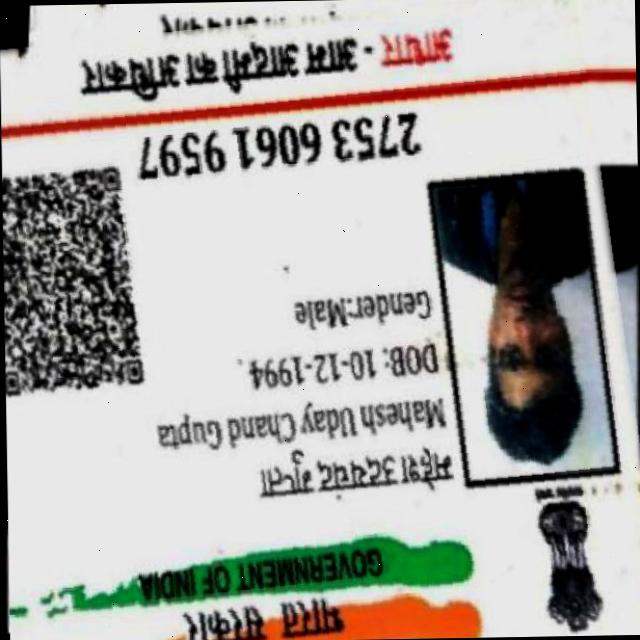 भारत सरकार
GOVERNMENT OF INDIA
महेश उदयचंद गुप्ता
Mahesh Uday Chand Gupta
DOB: 10-12-1994
Gender:Male
2753 6061 9597
आधार - आम आदमी का अधिकार